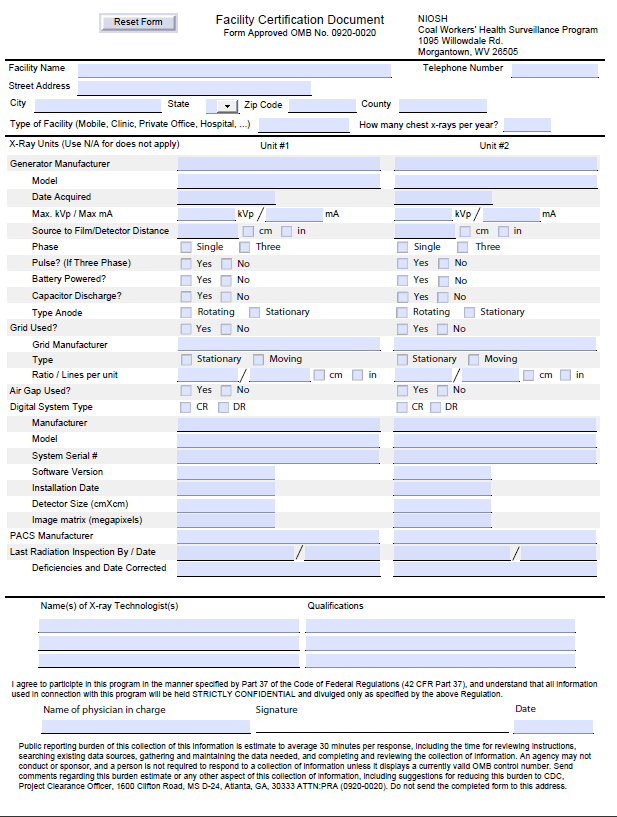 Reset Form
Facility Certification Document
Form Approved OMB No. 0920-0020
NIOSH
Coal Workers' Health Surveillance Program
1095 Willowdale Rd.
Morgantown, WV 26505
Facility Name Telephone Number
Street Address
City State Zip Code County
Type of Facility (Mobile, Clinic, Private Office, Hospital, ...) How many chest x-rays per year?
X-Ray Units (Use N/A for does not apply) Unit #1 Unit #2
Generator Manufacturer
Model
Date Acquired
Max. kVp / Max mA kVp / mA kVp / mA
Source to Film/Detector Distance cm in cm in
Phase Single Three Single Three
Pulse? (If Three Phase) Yes No Yes No
Battery Powered? Yes No Yes No
Capacitor Discharge? Yes No Yes No
Type Anode Rotating Stationary Rotating Stationary
Grid Used? Yes No Yes No
Grid Manufacturer
Type Stationary Moving Stationary Moving
Ratio / Lines per unit / cm in / cm in
Air Gap Used? Yes No Yes No
Digital System Type CR DR CR DR
Manufacturer
Model
System Serial #
Software Version
Installation Date
Detector Size (cmXcm)
Image matrix (megapixels)
PACS Manufacturer
Last Radiation Inspection By / Date / /
Deficiencies and Date Corrected
Name(s) of X-ray Technologist(s) Qualifications
I agree to participte in this program in the manner specified by Part 37 of the Code of Federal Regulations (42 CFR Part 37), and understand that all information
used in connection with this program will be held STRICTLY CONFIDENTIAL and divulged only as specified by the above Regulation.
Name of physician in charge Signature Date
Public reporting burden of this collection of this information is estimate to average 30 minutes per response, including the time for reviewing instructions,
searching existing data sources, gathering and maintaining the data needed, and completing and reviewing the collection of information. An agency may not
conduct or sponsor, and a person is not required to respond to a collection of information unless it displays a currently valid OMB control number. Send
comments regarding this burden estimate or any other aspect of this collection of information, including suggestions for reducing this burden to CDC,
Project Clearance Officer, 1600 Clifton Road, MS D-24, Atlanta, GA, 30333 ATTN:PRA (0920-0020). Do not send the completed form to this address.